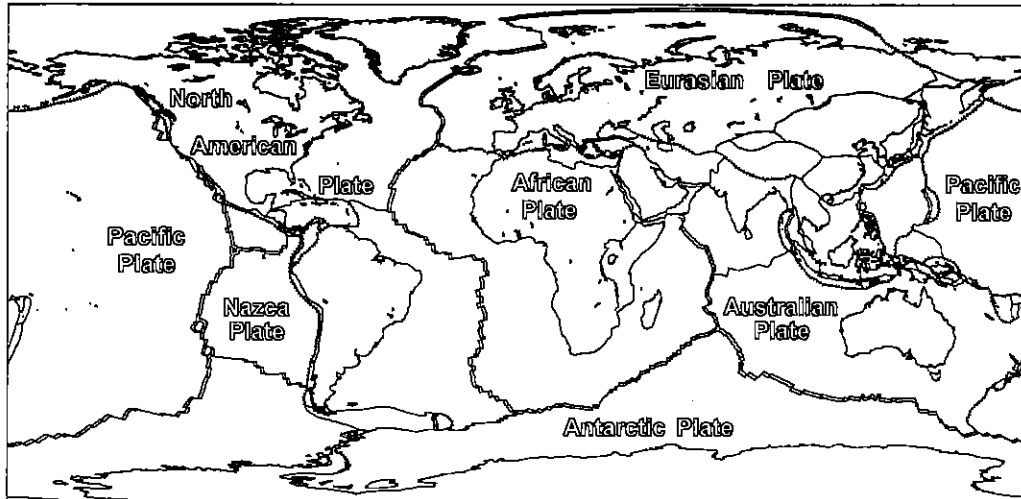 North
American
Plate
Eurasian Plate
African
Plate
Pacific
Plate
Pacific
Plate
Nazca
Plate
Australian
Plate
Antarctic Plate